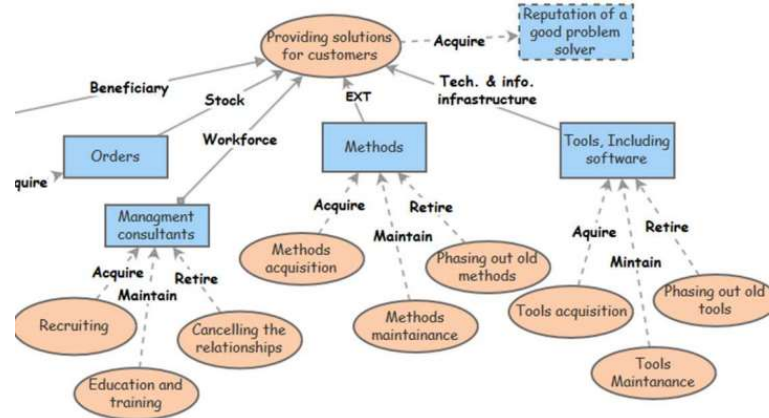 Reputation of a
good problem
solver
Providing solutions
for customers
Acquire
Beneficiary
Stock
EXT
Tech. & info.
infrastructure
Workforce
Orders
Methods
Tools, Including
software
quire
Managment
consultants
Acquire
Retire
Aquire
Retire
Methods
acquisition
Maintain
Phasing out old
methods
Mintain
Acquire
Retire
Maintain
Phasing out old
tools
Recruiting
Cancelling the
relationships
Methods
maintainance
Tools acquisition
Education and
training
Tools
Maintanance